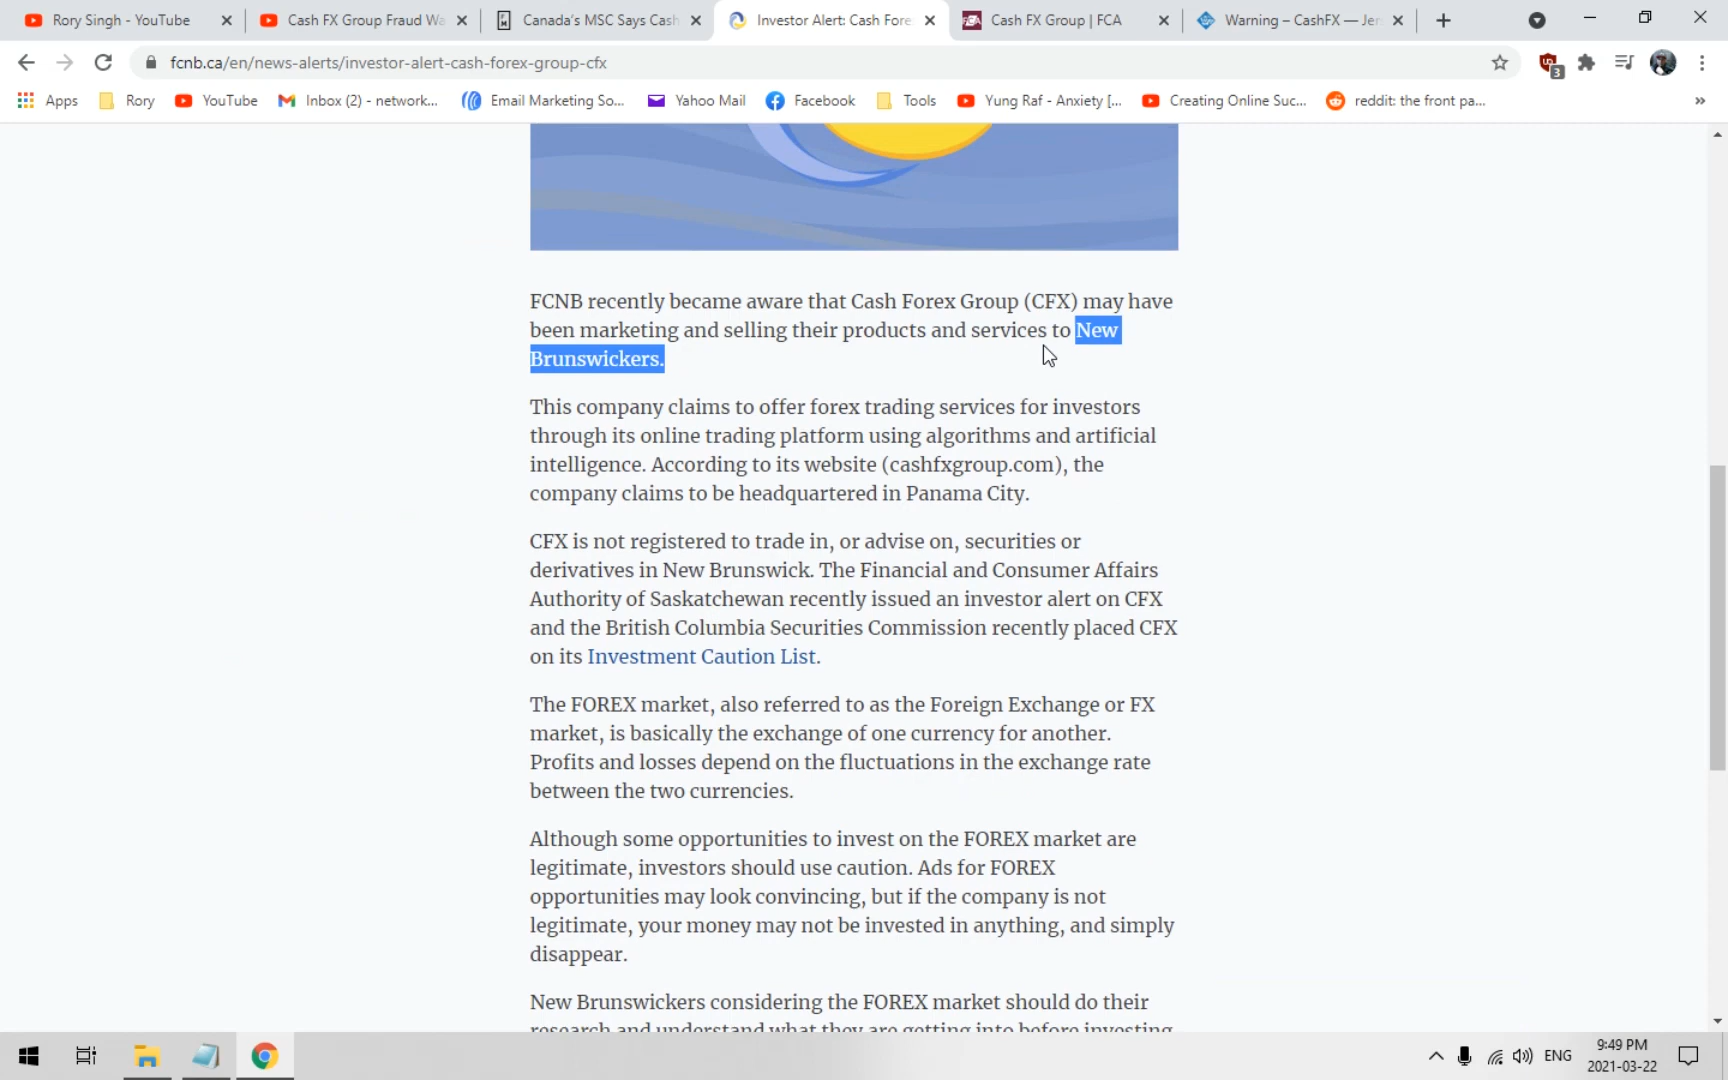 Rory Singh - YouTube
Cash FX Group Fraud Wa
Canada's MSC Says Cash
Investor Alert: Cash Fore
FCA Cash FX Group | FCA
Warning – CashFX — Jer
fcnb.ca/en/news-alerts/investor-alert-cash-forex-group-cfx
3
Apps
Rory
YouTube
Inbox (2) - network...
Email Marketing So...
Yahoo Mail
Facebook
Tools
Yung Raf - Anxiety [...
Creating Online Suc...
reddit: the front pa...
FCNB recently became aware that Cash Forex Group (CFX) may have
been marketing and selling their products and services to New
Brunswickers.
This company claims to offer forex trading services for investors
through its online trading platform using algorithms and artificial
intelligence. According to its website (cashfxgroup.com), the
company claims to be headquartered in Panama City.
CFX is not registered to trade in, or advise on, securities or
derivatives in New Brunswick. The Financial and Consumer Affairs
Authority of Saskatchewan recently issued an investor alert on CFX
and the British Columbia Securities Commission recently placed CFX
on its Investment Caution List.
The FOREX market, also referred to as the Foreign Exchange or FX
market, is basically the exchange of one currency for another.
Profits and losses depend on the fluctuations in the exchange rate
between the two currencies.
Although some opportunities to invest on the FOREX market are
legitimate, investors should use caution. Ads for FOREX
opportunities may look convincing, but if the company is not
legitimate, your money may not be invested in anything, and simply
disappear.
New Brunswickers considering the FOREX market should do their
research and understand what they are getting into before investing
ENG
9:49 PM
2021-03-22